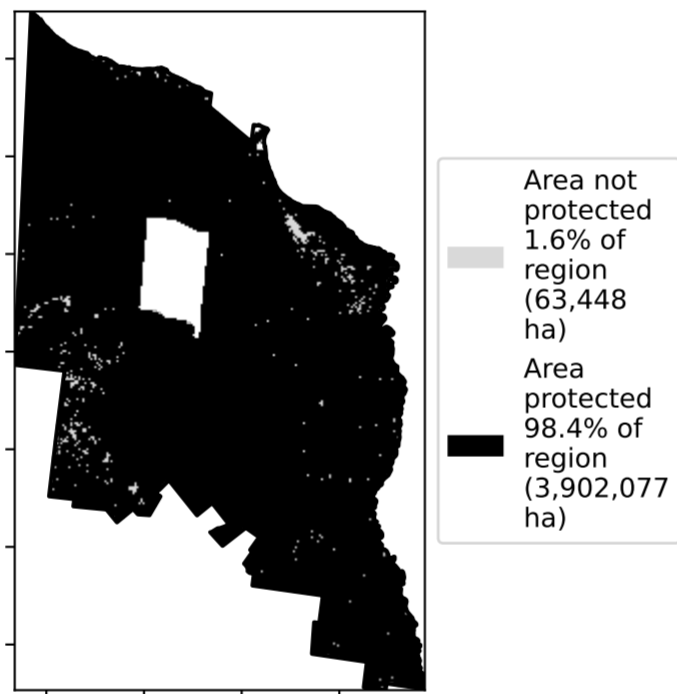 Area not
protected
1.6% of
region
(63,448
ha)
Area
protected
98.4% of
region
(3,902,077
ha)